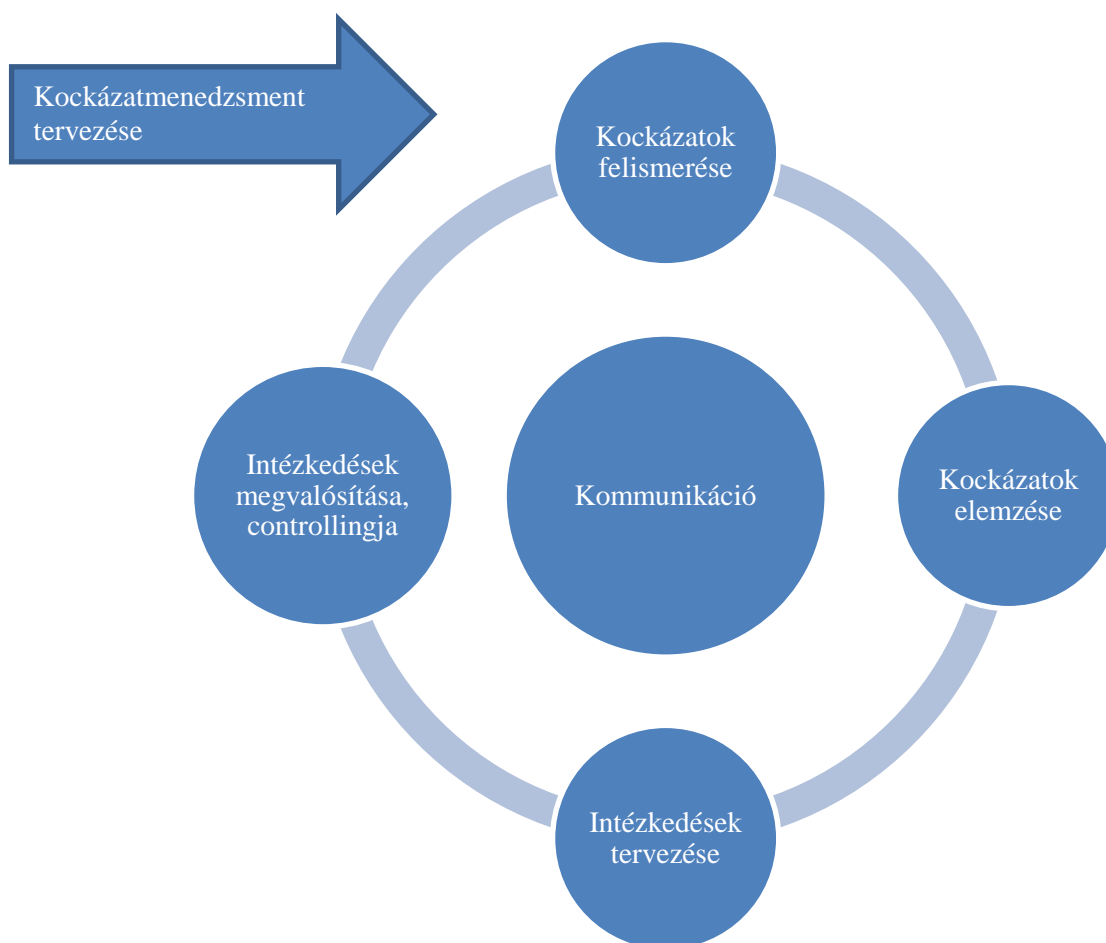 Kockázatmenedzsment
tervezése
Kockázatok
felismerése
Kockázatok
elemzése
Intézkedések
tervezése
Intézkedések
megvalósítása,
controllingja
Kommunikáció